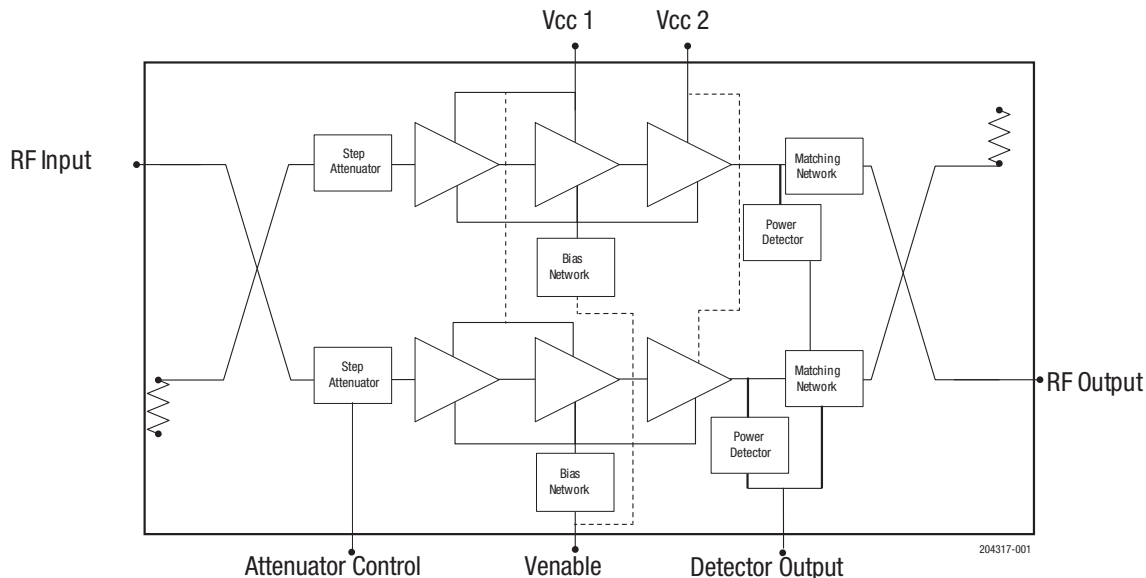 Vcc 1
Vcc 2
RF Input
Step
Attenuator
Matching
Network
Power
Detector
Bias
Network
Step
Attenuator
Matching
Network
RF Output
Power
Detector
Bias
Network
204317-001
Attenuator Control
Venable
Detector Output